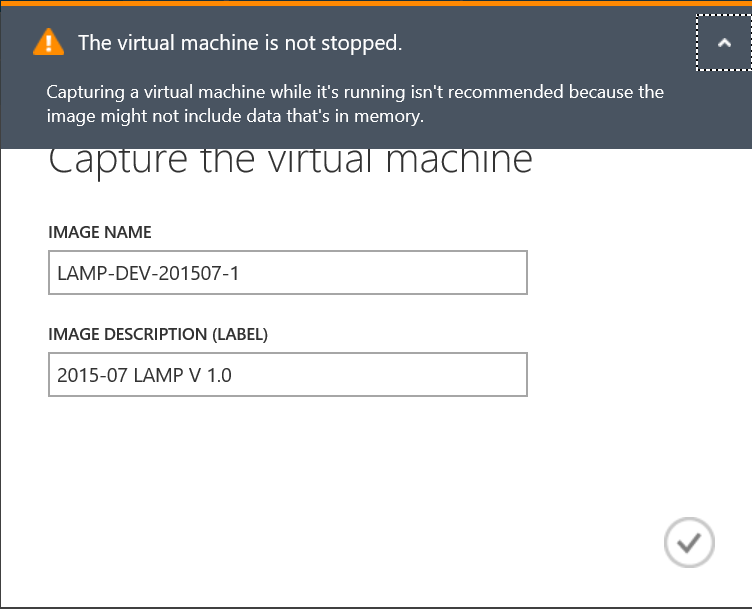 The virtual machine is not stopped.
Capturing a virtual machine while it's running isn't recommended because the
image might not include data that's in memory.
Capture the virtual machine
IMAGE NAME
LAMP-DEV-201507-1
IMAGE DESCRIPTION (LABEL)
2015-07 LAMP V 1.0